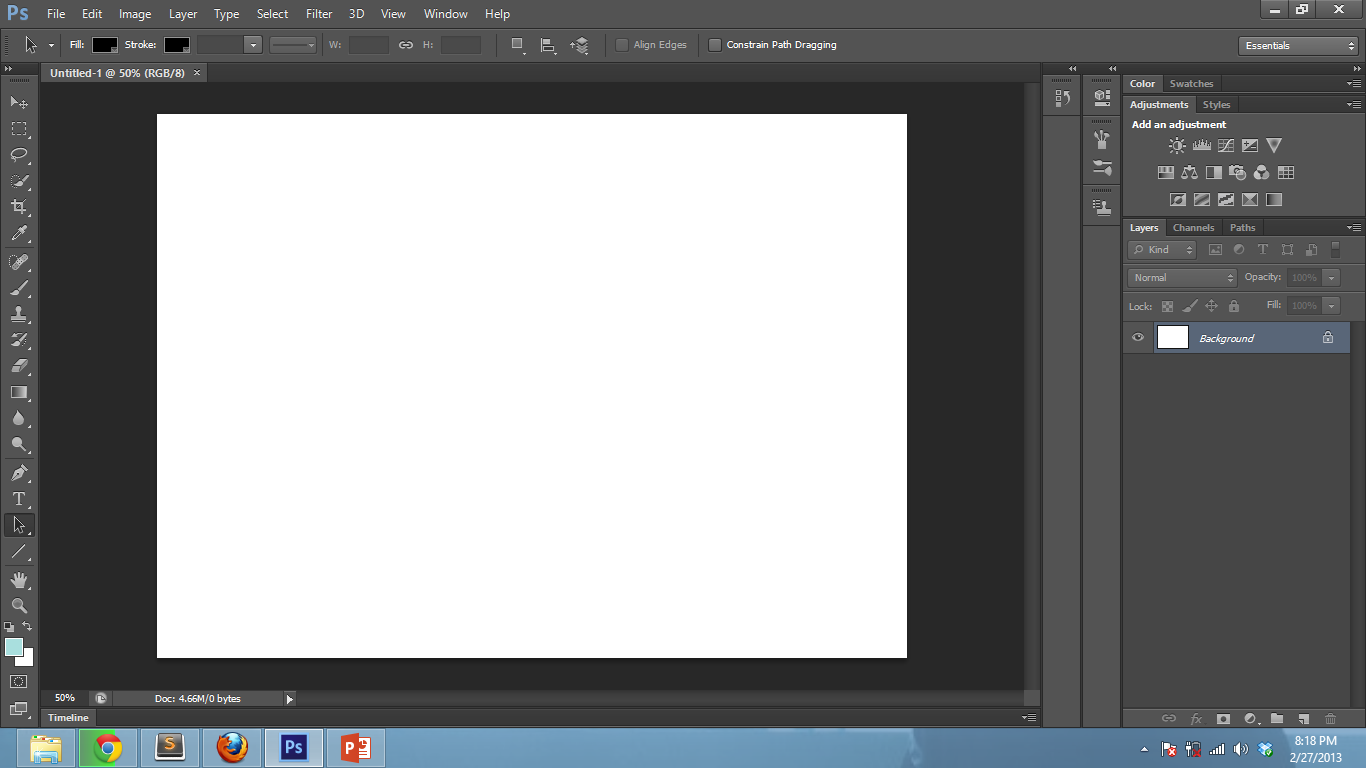 Ps File Edit Image Layer Type Select Filter 3D View Window Help
Fill: Stroke: W: H: Align Edges Constrain Path Dragging Essentials
Untitled-1 @ 50% (RGB/8) ×
Color Swatches
Adjustments Styles
Add an adjustment
Layers Channels Paths
Kind
Normal Opacity: 100%
Lock: Fill: 100%
Background
T
50% Doc: 4.66M/0 bytes
Timeline
fx
S Ps P
8:18 PM
2/27/2013